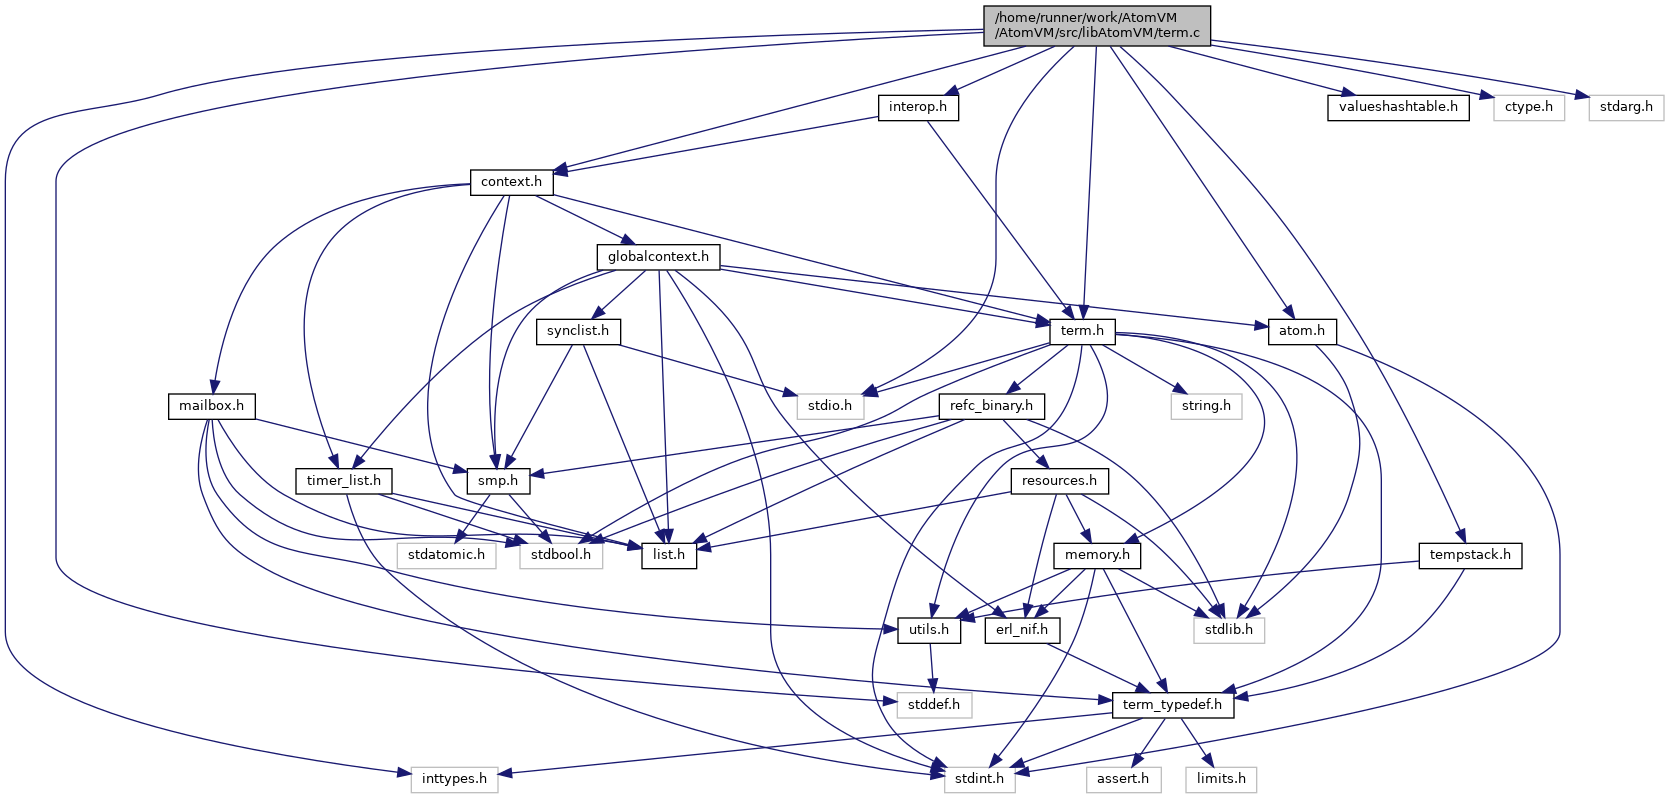 /home/runner/work/AtomVM
/AtomVM/src/libAtomVM/term.c
interop.h
valueshashtable.h
ctype.h
stdarg.h
context.h
globalcontext.h
synclist.h
term.h
atom.h
mailbox.h
stdio.h
refc_binary.h
string.h
timer_list.h
smp.h
resources.h
stdatomic.h
stdbool.h
list.h
memory.h
tempstack.h
utils.h
erl_nif.h
stdlib.h
stddef.h
term_typedef.h
inttypes.h
stdint.h
assert.h
limits.h